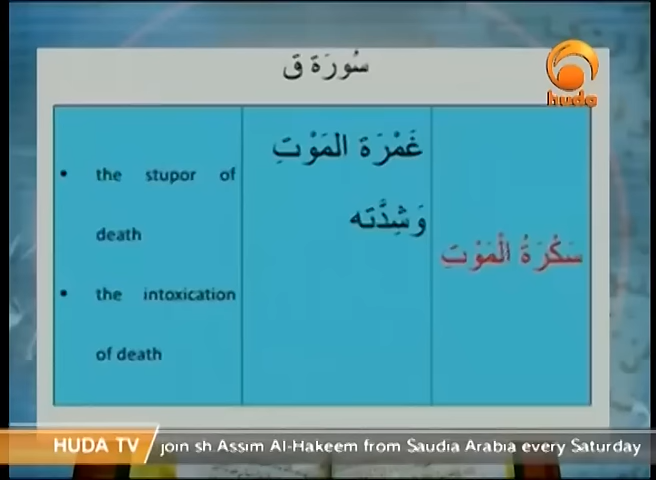 سُورَة ق
huda
سَكْرَةُ الْمَوْتِ
غَمْرَة المَوْتِ
وَشِدَّته
• the stupor of
death
• the intoxication
of death
HUDA TV join sh.Assim Al-Hakeem from Saudia Arabia every Saturday